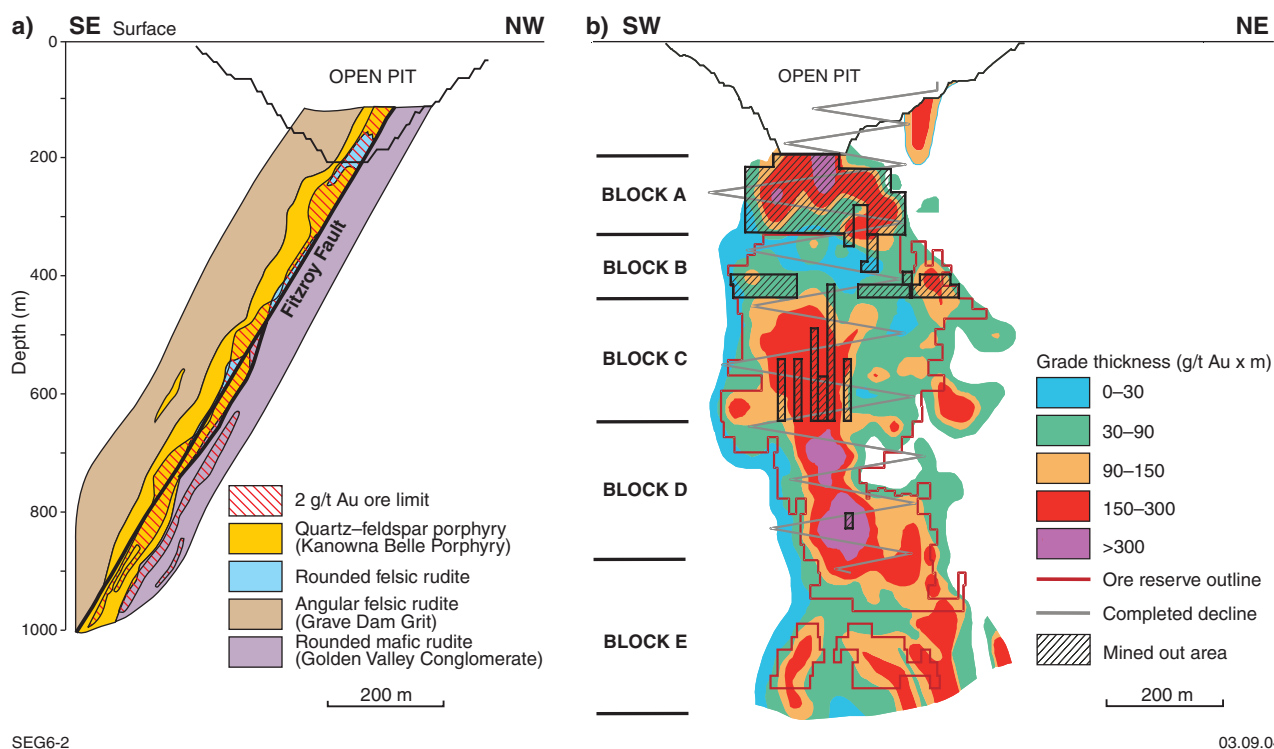 a) SE Surface NW
0
200
400
600
800
1000
Depth (m)
OPEN PIT
Fitzroy Fault
2 g/t Au ore limit
Quartz–feldspar porphyry
(Kanowna Belle Porphyry)
Rounded felsic rudite
Angular felsic rudite
(Grave Dam Grit)
Rounded mafic rudite
(Golden Valley Conglomerate)
200 m
b) SW NE
OPEN PIT
BLOCK A
BLOCK B
BLOCK C
BLOCK D
BLOCK E
Grade thickness (g/t Au x m)
0–30
30–90
90–150
150–300
>300
Ore reserve outline
Completed decline
Mined out area
200 m
SEG6-2